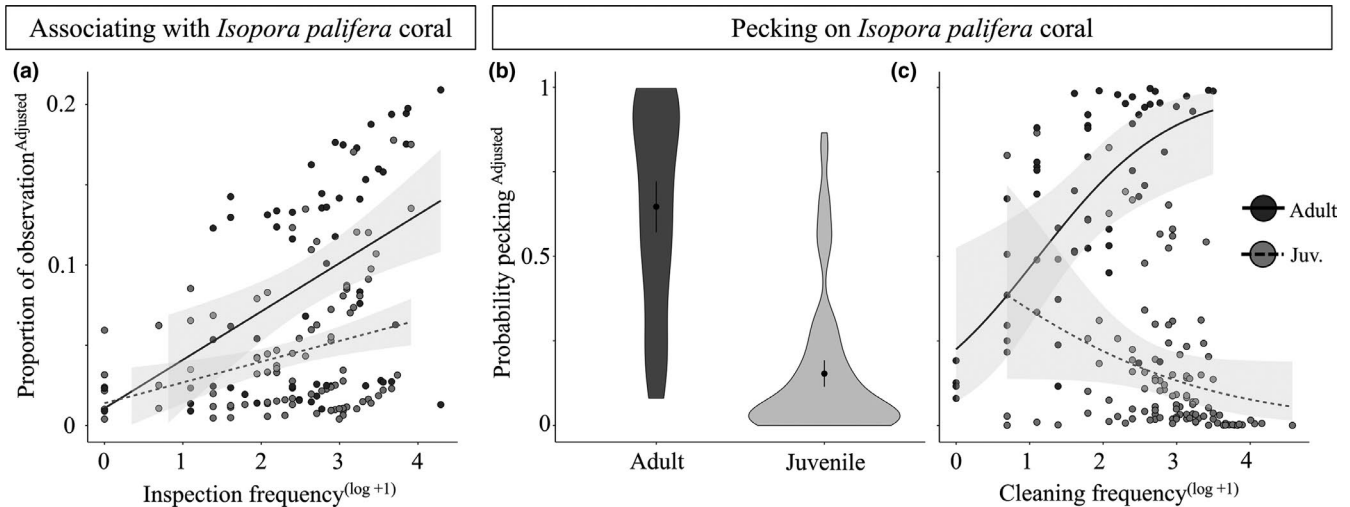 Associating with Isopora palifera coral
Pecking on Isopora palifera coral
(a)
Proportion of observation Adjusted
0.2
0.1
0
0 1 2 3 4
Inspection frequency(log +1)
(b)
Probability pecking Adjusted
1
0.5
0
Adult Juvenile
(c)
0 1 2 3 4
Cleaning frequency(log +1)
Adult
Juv.